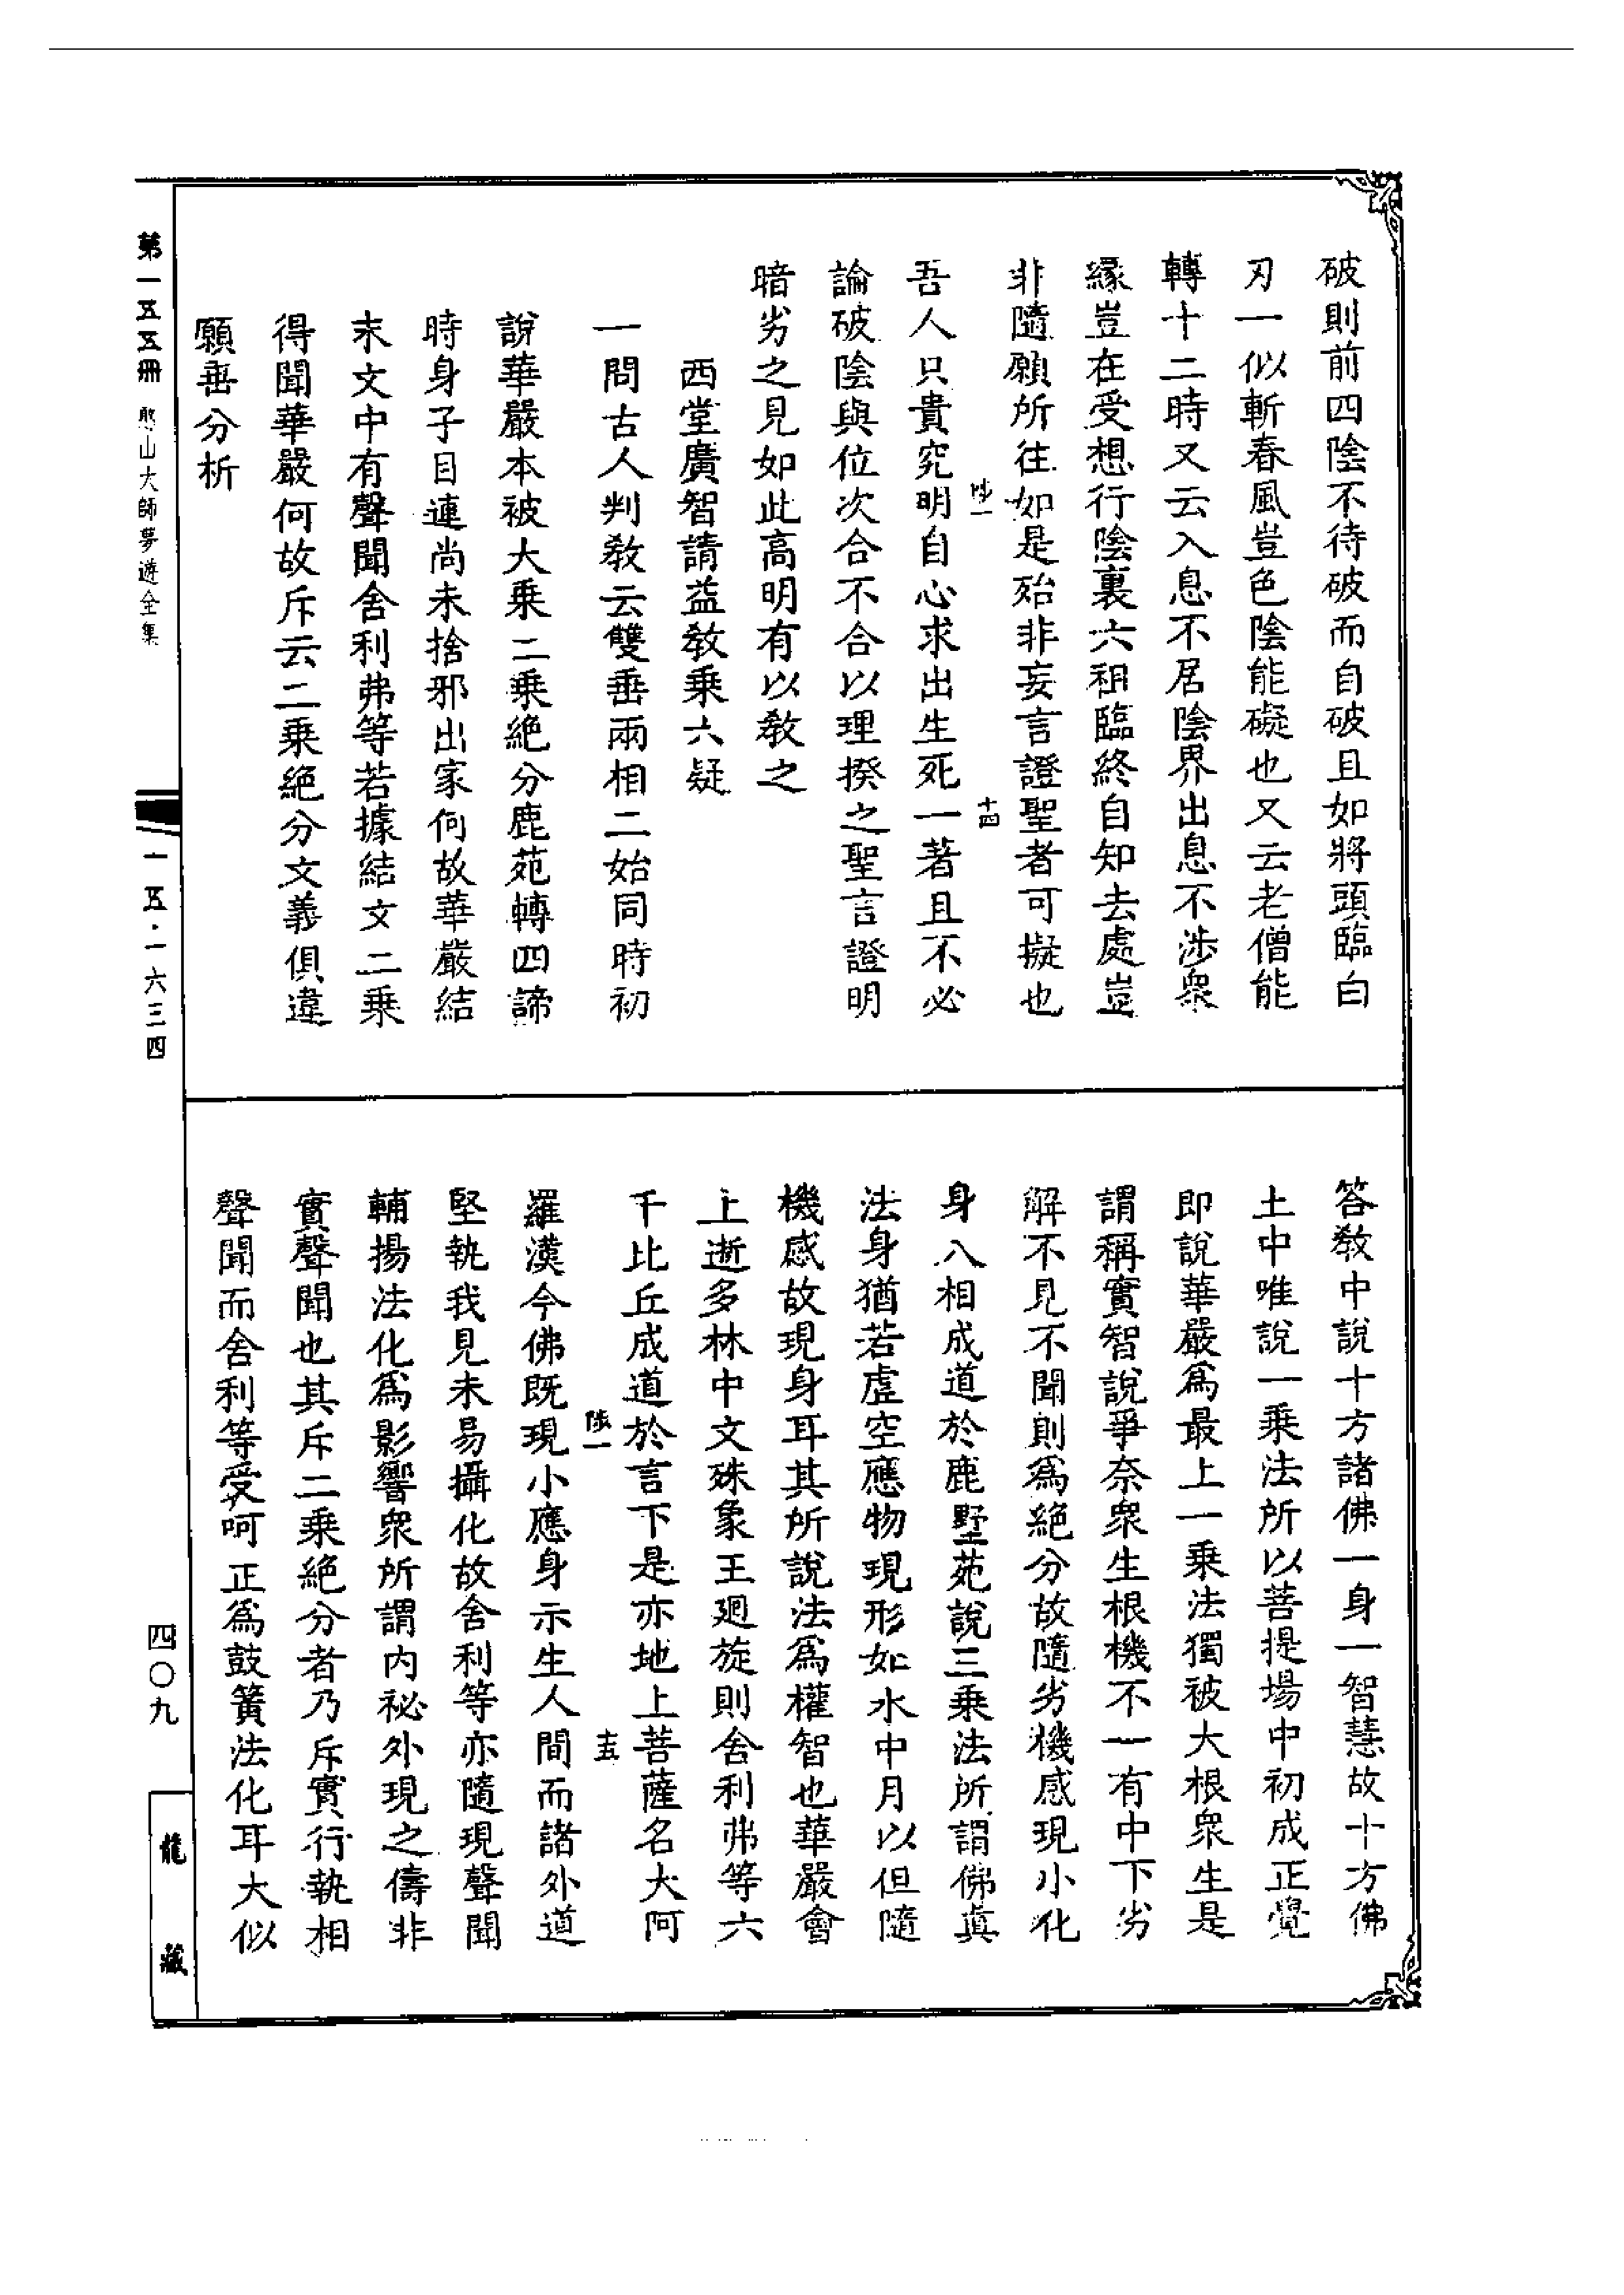 破則前四陰不待破而自破且如將頭臨白
刃一似斬春風豈色陰能礙也又云老僧能
轉十二時又云入息不居陰界出息不涉衆
緣豈在受想行陰裏六祖臨終自知去處豈
非隨願所往如是殆非妄言證聖者可擬也
陟一
十四
吾人只貴究明自心求出生死一著且不必
論破陰與位次合不合以理揆之聖言證明
暗劣之見如此高明有以教之
西堂廣智請益教乘六疑
一問古人判教云雙垂兩相二始同時初
說華嚴本被大乘二乘絕分鹿苑轉四諦
時身子目連尚未捨邪出家何故華嚴結
末文中有聲聞舍利弗等若據結文二乘
得聞華嚴何故斥云二乘絕分文義俱違
願垂分析
答教中說十方諸佛一身一智慧故十方佛
土中唯說一乘法所以菩提場中初成正覺
即說華嚴爲最上一乘法獨被大根衆生是
謂稱實智說爭奈衆生根機不一有中下劣
解不見不聞則爲絕分故隨劣機感現小化
身八相成道於鹿墅苑說三乘法所謂佛真
法身猶若虛空應物現形如水中月以但隨
機感故現身耳其所說法爲權智也華嚴會
上逝多林中文殊象王廻旋則舍利弗等六
千比丘成道於言下是亦地上菩薩名大阿
陟一
十五
羅漢今佛既現小應身示生人間而諸外道
堅執我見未易攝化故舍利等亦隨現聲聞
輔揚法化爲影響衆所謂内祕外現之儔非
實聲聞也其斥二乘絕分者乃斥實行執相
聲聞而舍利等受呵正爲鼓簧法化耳大似
第一五五冊 憨山大師夢遊全集
一五·一六三四
四〇九
龍藏